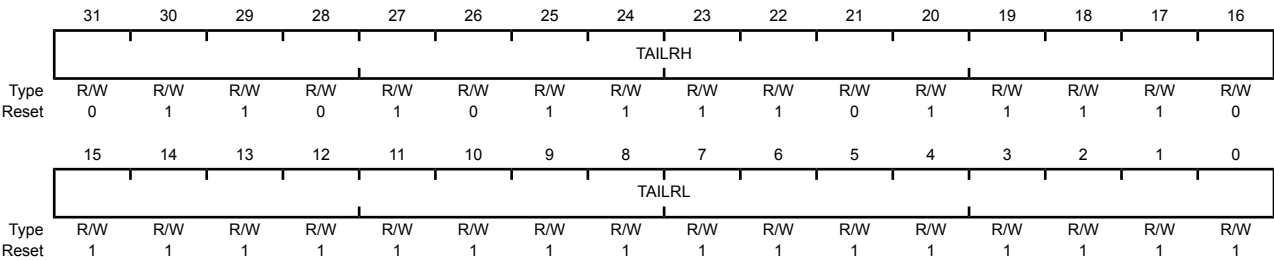 31 30 29 28 27 26 25 24 23 22 21 20 19 18 17 16
TAILRH
Type R/W R/W R/W R/W R/W R/W R/W R/W R/W R/W R/W R/W R/W R/W R/W R/W
Reset 0 1 1 0 1 0 1 1 1 1 0 1 1 1 1 0
15 14 13 12 11 10 9 8 7 6 5 4 3 2 1 0
TAILRL
Type R/W R/W R/W R/W R/W R/W R/W R/W R/W R/W R/W R/W R/W R/W R/W R/W
Reset 1 1 1 1 1 1 1 1 1 1 1 1 1 1 1 1